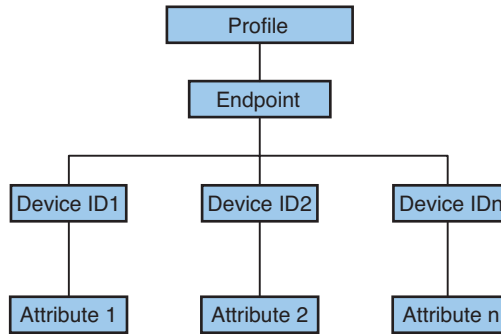 Profile
Endpoint
Device ID1
Device ID2
Device IDn
Attribute 1
Attribute 2
Attribute n